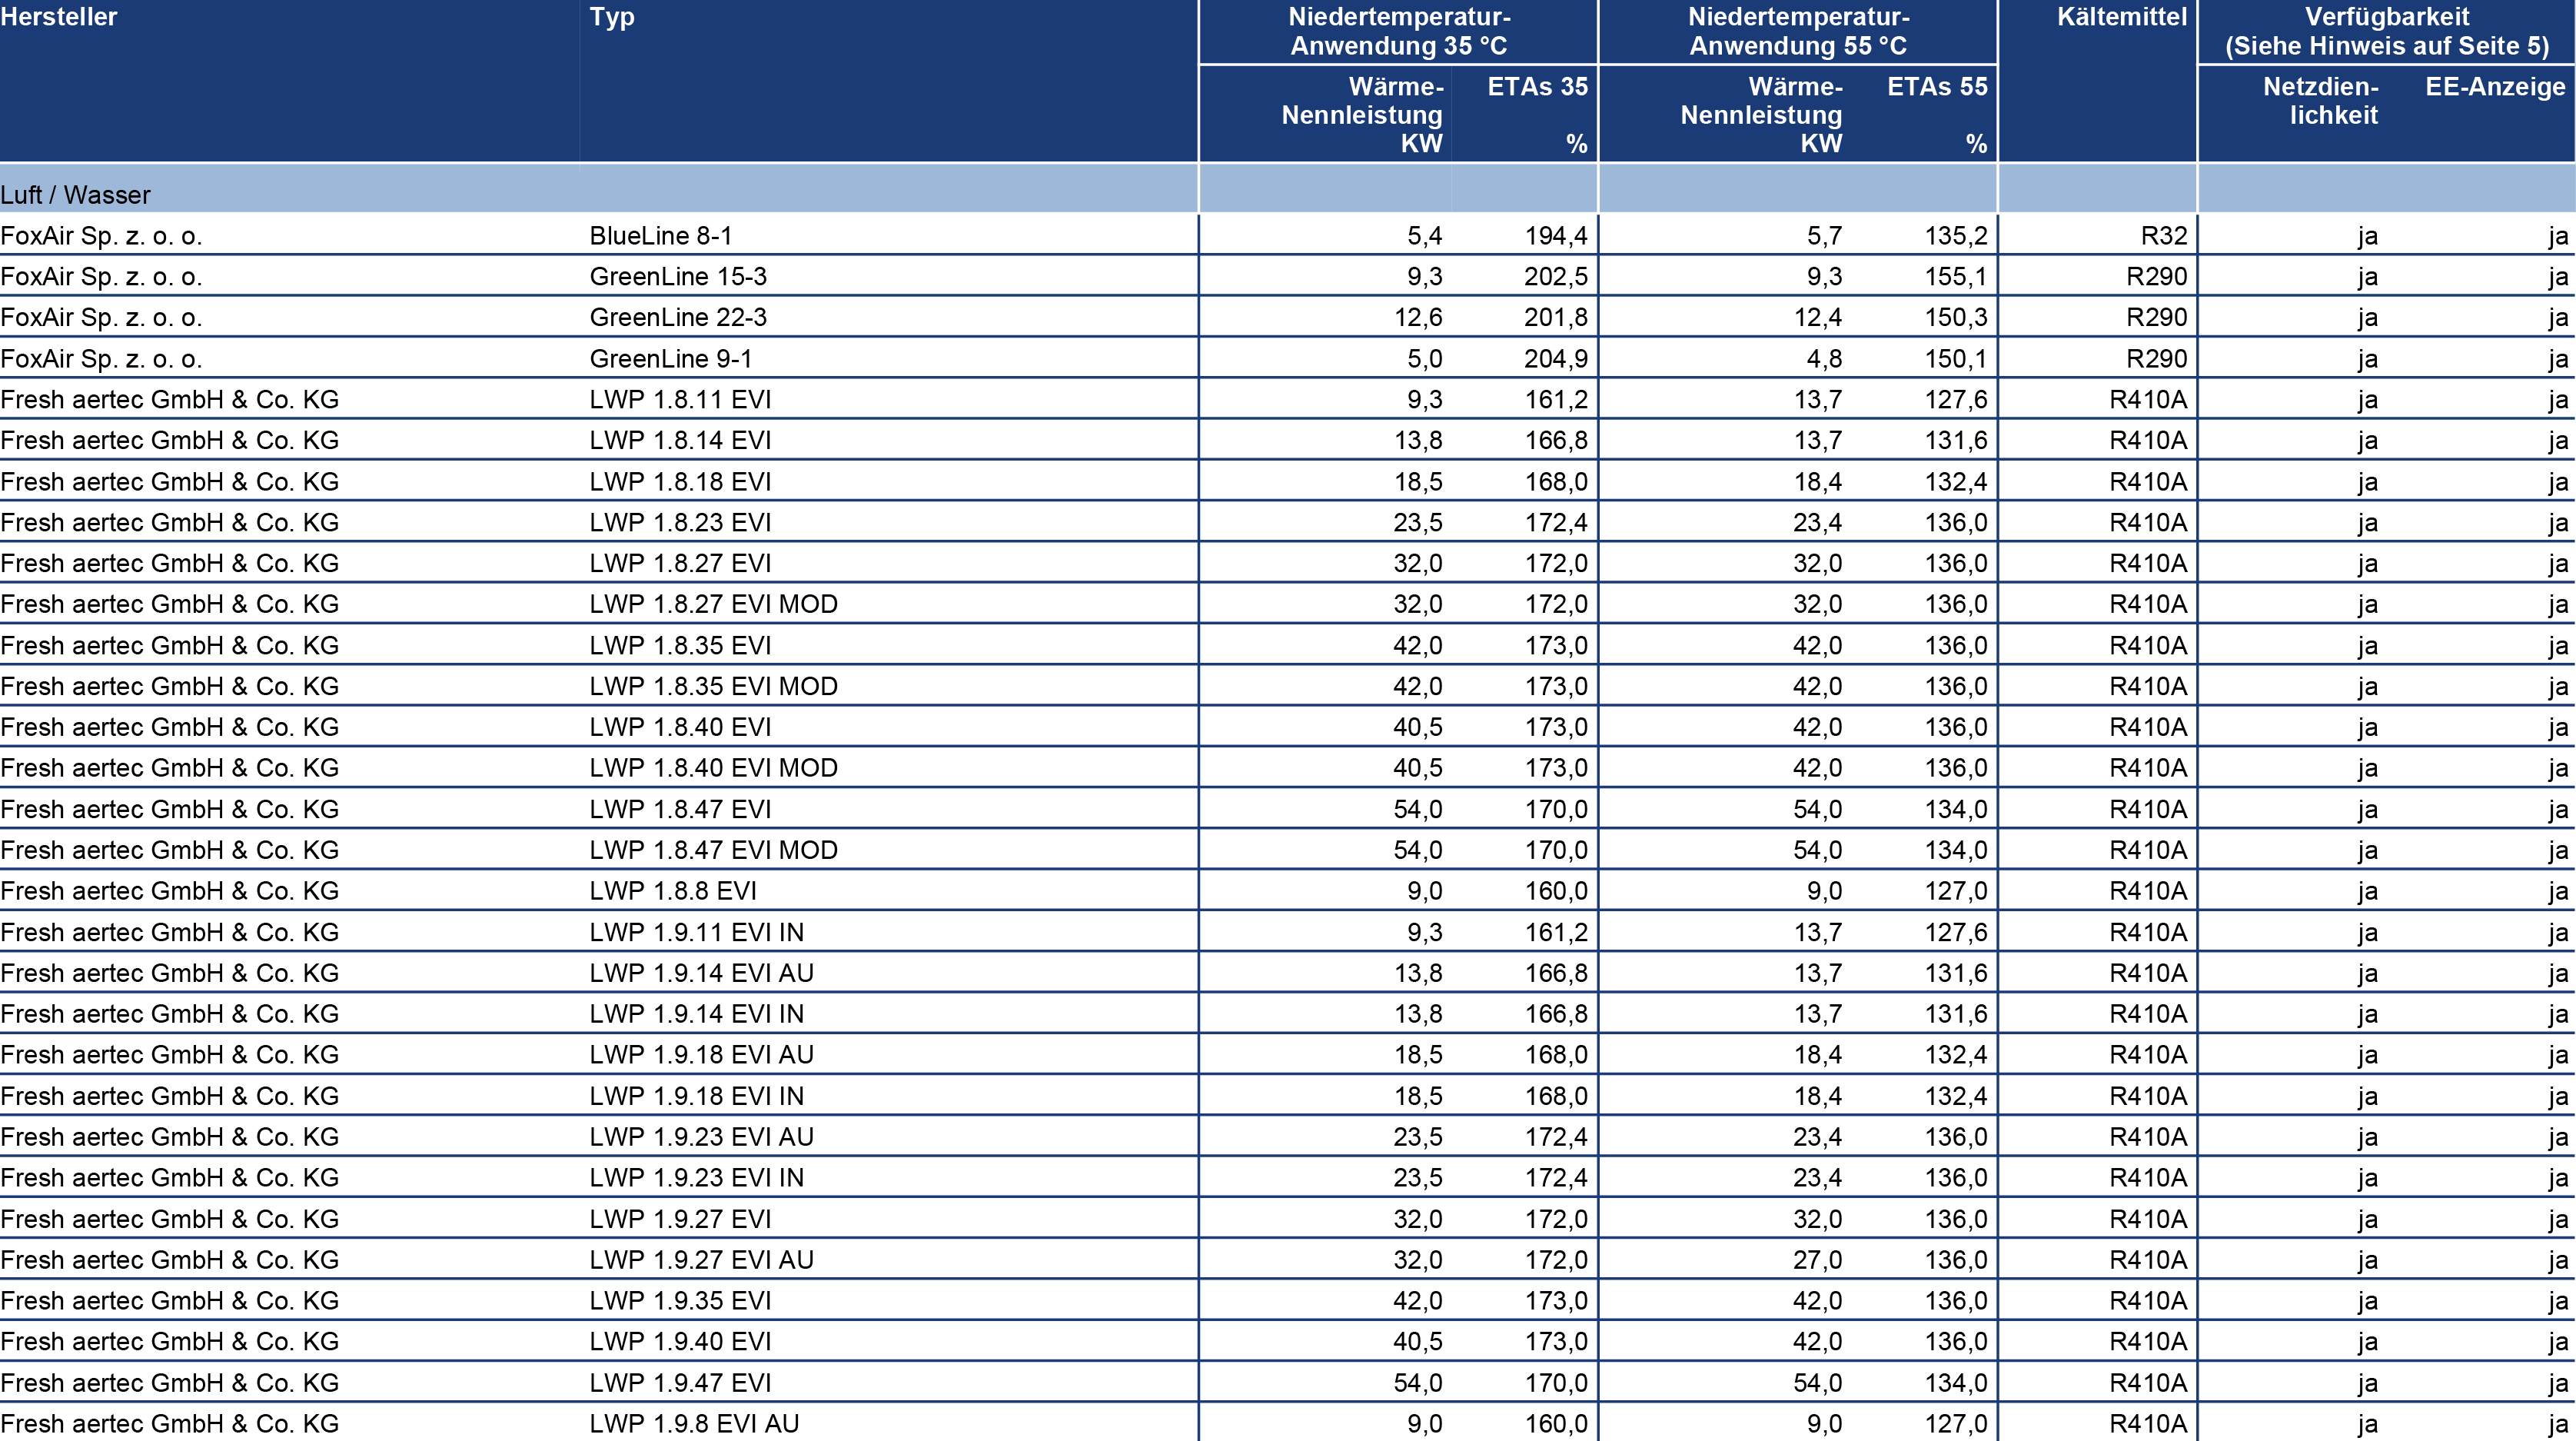 Hersteller Typ Niedertemperatur- Niedertemperatur- Kältemittel Verfügbarkeit
Anwendung 35 °C Anwendung 55 °C (Siehe Hinweis auf Seite 5)
Wärme- ETAs 35 Wärme- ETAs 55 Netzdien- EE-Anzeige
Nennleistung Nennleistung lichkeit
KW % KW %
Luft / Wasser
FoxAir Sp. z. o. o. BlueLine 8-1 5,4 194,4 5,7 135,2 R32 ja ja
FoxAir Sp. z. o. o. GreenLine 15-3 9,3 202,5 9,3 155,1 R290 ja ja
FoxAir Sp. z. o. o. GreenLine 22-3 12,6 201,8 12,4 150,3 R290 ja ja
FoxAir Sp. z. o. o. GreenLine 9-1 5,0 204,9 4,8 150,1 R290 ja ja
Fresh aertec GmbH & Co. KG LWP 1.8.11 EVI 9,3 161,2 13,7 127,6 R410A ja ja
Fresh aertec GmbH & Co. KG LWP 1.8.14 EVI 13,8 166,8 13,7 131,6 R410A ja ja
Fresh aertec GmbH & Co. KG LWP 1.8.18 EVI 18,5 168,0 18,4 132,4 R410A ja ja
Fresh aertec GmbH & Co. KG LWP 1.8.23 EVI 23,5 172,4 23,4 136,0 R410A ja ja
Fresh aertec GmbH & Co. KG LWP 1.8.27 EVI 32,0 172,0 32,0 136,0 R410A ja ja
Fresh aertec GmbH & Co. KG LWP 1.8.27 EVI MOD 32,0 172,0 32,0 136,0 R410A ja ja
Fresh aertec GmbH & Co. KG LWP 1.8.35 EVI 42,0 173,0 42,0 136,0 R410A ja ja
Fresh aertec GmbH & Co. KG LWP 1.8.35 EVI MOD 42,0 173,0 42,0 136,0 R410A ja ja
Fresh aertec GmbH & Co. KG LWP 1.8.40 EVI 40,5 173,0 42,0 136,0 R410A ja ja
Fresh aertec GmbH & Co. KG LWP 1.8.40 EVI MOD 40,5 173,0 42,0 136,0 R410A ja ja
Fresh aertec GmbH & Co. KG LWP 1.8.47 EVI 54,0 170,0 54,0 134,0 R410A ja ja
Fresh aertec GmbH & Co. KG LWP 1.8.47 EVI MOD 54,0 170,0 54,0 134,0 R410A ja ja
Fresh aertec GmbH & Co. KG LWP 1.8.8 EVI 9,0 160,0 9,0 127,0 R410A ja ja
Fresh aertec GmbH & Co. KG LWP 1.9.11 EVI IN 9,3 161,2 13,7 127,6 R410A ja ja
Fresh aertec GmbH & Co. KG LWP 1.9.14 EVI AU 13,8 166,8 13,7 131,6 R410A ja ja
Fresh aertec GmbH & Co. KG LWP 1.9.14 EVI IN 13,8 166,8 13,7 131,6 R410A ja ja
Fresh aertec GmbH & Co. KG LWP 1.9.18 EVI AU 18,5 168,0 18,4 132,4 R410A ja ja
Fresh aertec GmbH & Co. KG LWP 1.9.18 EVI IN 18,5 168,0 18,4 132,4 R410A ja ja
Fresh aertec GmbH & Co. KG LWP 1.9.23 EVI AU 23,5 172,4 23,4 136,0 R410A ja ja
Fresh aertec GmbH & Co. KG LWP 1.9.23 EVI IN 23,5 172,4 23,4 136,0 R410A ja ja
Fresh aertec GmbH & Co. KG LWP 1.9.27 EVI 32,0 172,0 32,0 136,0 R410A ja ja
Fresh aertec GmbH & Co. KG LWP 1.9.27 EVI AU 32,0 172,0 27,0 136,0 R410A ja ja
Fresh aertec GmbH & Co. KG LWP 1.9.35 EVI 42,0 173,0 42,0 136,0 R410A ja ja
Fresh aertec GmbH & Co. KG LWP 1.9.40 EVI 40,5 173,0 42,0 136,0 R410A ja ja
Fresh aertec GmbH & Co. KG LWP 1.9.47 EVI 54,0 170,0 54,0 134,0 R410A ja ja
Fresh aertec GmbH & Co. KG LWP 1.9.8 EVI AU 9,0 160,0 9,0 127,0 R410A ja ja